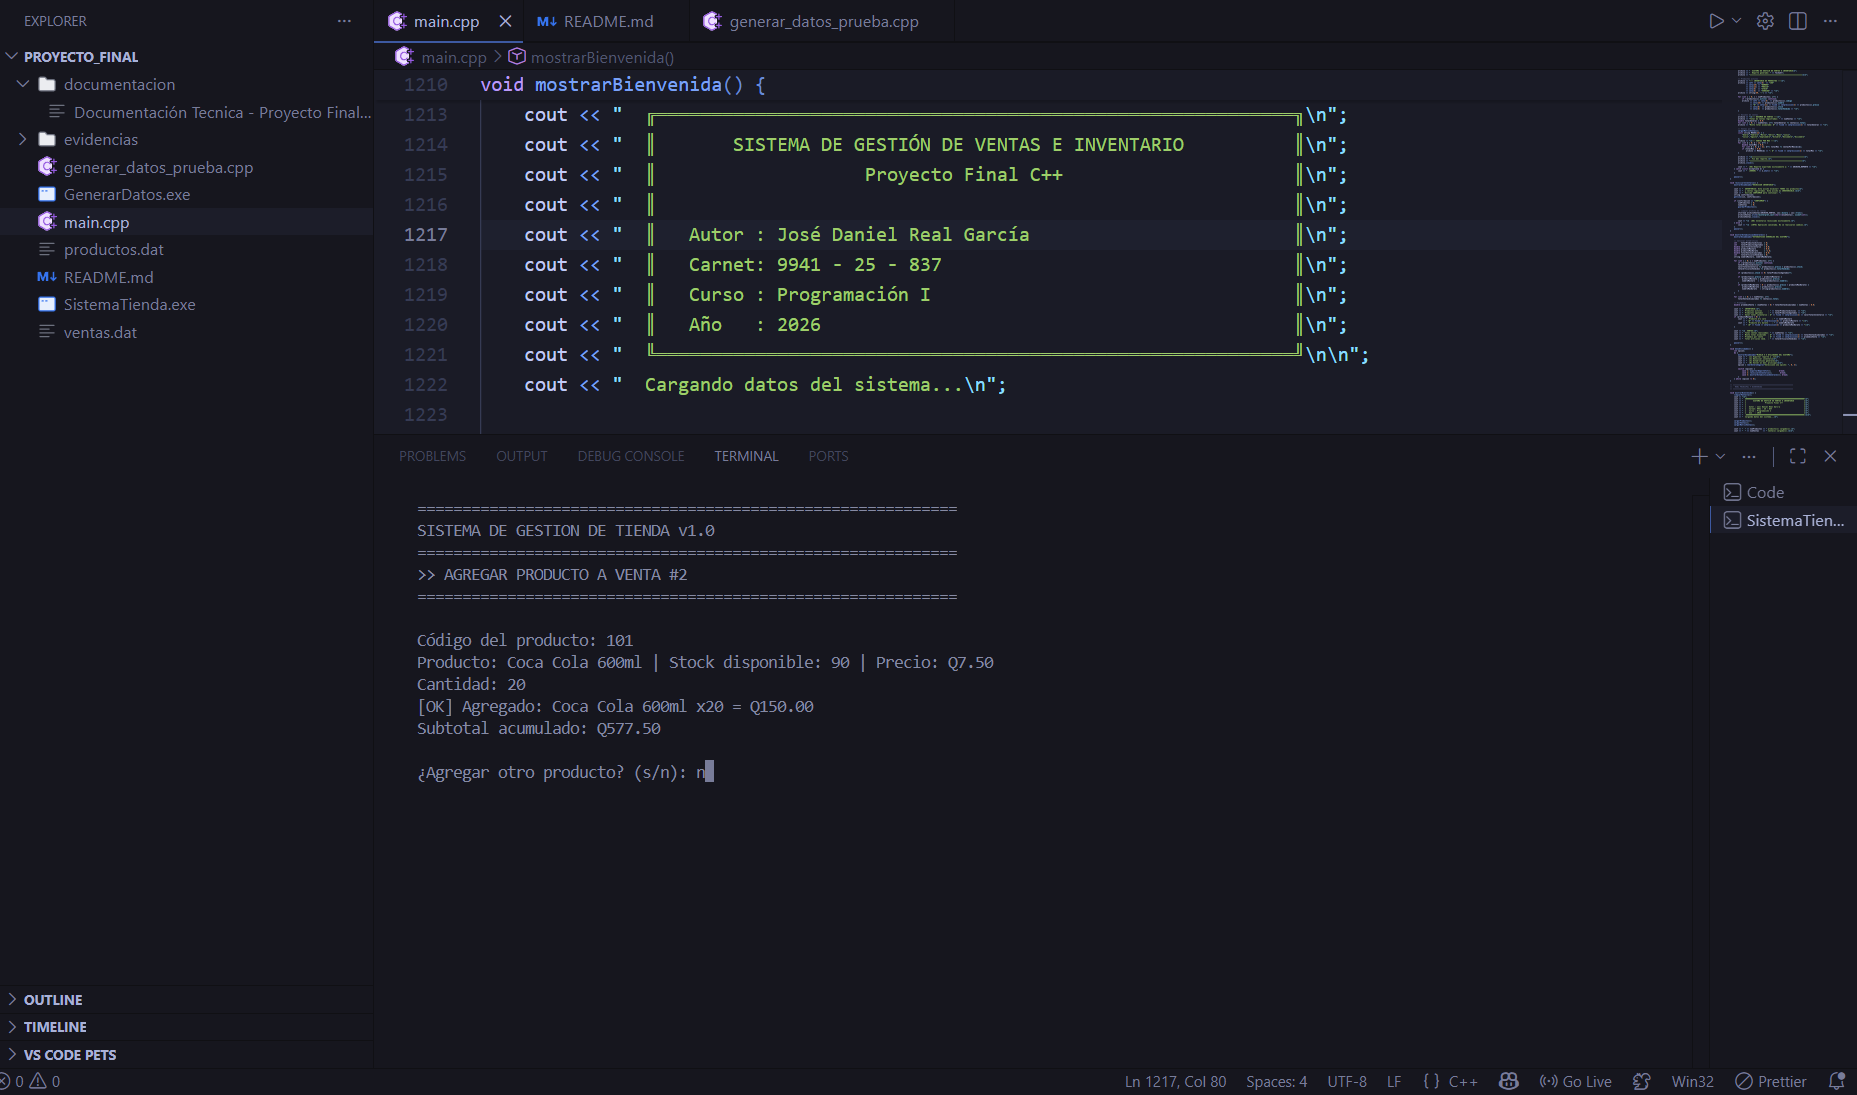 EXPLORER
PROYECTO_FINAL
documentacion
Documentación Tecnica - Proyecto Final...
evidencias
generar_datos_prueba.cpp
GenerarDatos.exe
main.cpp
productos.dat
README.md
SistemaTienda.exe
ventas.dat
OUTLINE
TIMELINE
VS CODE PETS
main.cpp README.md generar_datos_prueba.cpp
main.cpp > mostrarBienvenida()
1210 void mostrarBienvenida() {
1213 cout << " ╔══════════════════════════════════════════════════════════╗\n";
1214 cout << " ║       SISTEMA DE GESTIÓN DE VENTAS E INVENTARIO          ║\n";
1215 cout << " ║                   Proyecto Final C++                     ║\n";
1216 cout << " ║                                                          ║\n";
1217 cout << " ║   Autor : José Daniel Real García                        ║\n";
1218 cout << " ║   Carnet: 9941 - 25 - 837                                ║\n";
1219 cout << " ║   Curso : Programación I                                 ║\n";
1220 cout << " ║   Año   : 2026                                           ║\n";
1221 cout << " ╚══════════════════════════════════════════════════════════╝\n\n";
1222 cout << "  Cargando datos del sistema...\n";
1223
PROBLEMS OUTPUT DEBUG CONSOLE TERMINAL PORTS
============================================================
SISTEMA DE GESTION DE TIENDA v1.0
============================================================
>> AGREGAR PRODUCTO A VENTA #2
============================================================
Código del producto: 101
Producto: Coca Cola 600ml | Stock disponible: 90 | Precio: Q7.50
Cantidad: 20
[OK] Agregado: Coca Cola 600ml x20 = Q150.00
Subtotal acumulado: Q577.50
¿Agregar otro producto? (s/n): n
Code
SistemaTien...
0 0 Ln 1217, Col 80 Spaces: 4 UTF-8 LF { } C++ Go Live Win32 Prettier